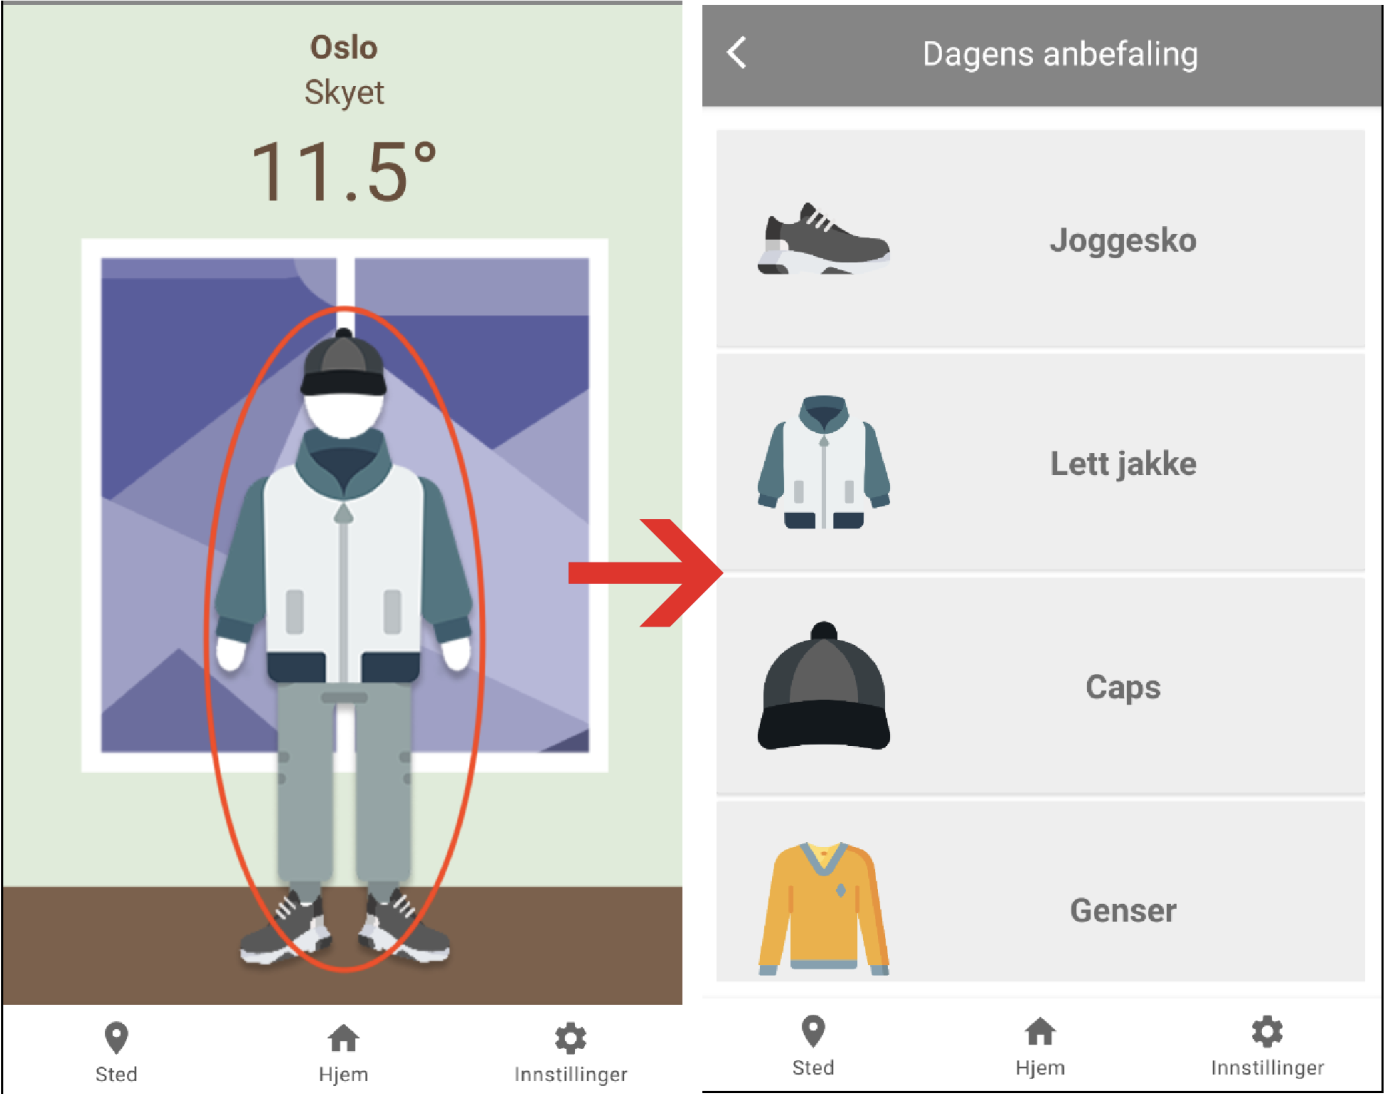 Oslo
Skyet
11.5°
Sted
Hjem
Innstillinger
Dagens anbefaling
Joggesko
Lett jakke
Caps
Genser
Sted
Hjem
Innstillinger